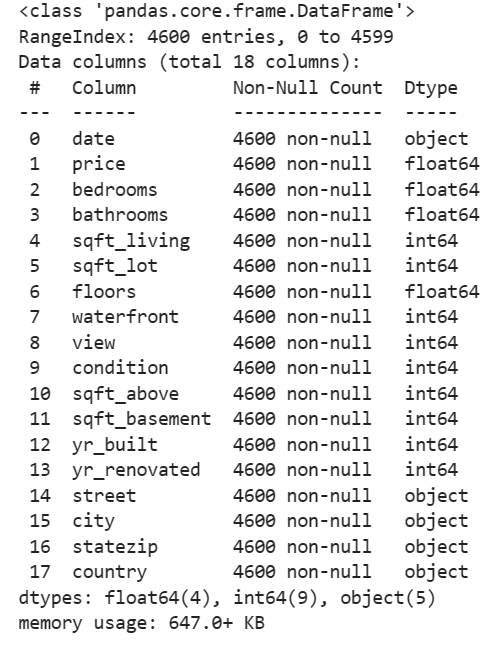 <class 'pandas.core.frame.DataFrame'>
RangeIndex: 4600 entries, 0 to 4599
Data columns (total 18 columns):
 #   Column         Non-Null Count  Dtype
---  ------         --------------  -----
 0   date           4600 non-null   object
 1   price          4600 non-null   float64
 2   bedrooms       4600 non-null   float64
 3   bathrooms      4600 non-null   float64
 4   sqft_living    4600 non-null   int64
 5   sqft_lot       4600 non-null   int64
 6   floors         4600 non-null   float64
 7   waterfront     4600 non-null   int64
 8   view           4600 non-null   int64
 9   condition      4600 non-null   int64
 10  sqft_above     4600 non-null   int64
 11  sqft_basement  4600 non-null   int64
 12  yr_built       4600 non-null   int64
 13  yr_renovated   4600 non-null   int64
 14  street         4600 non-null   object
 15  city           4600 non-null   object
 16  statezip       4600 non-null   object
 17  country        4600 non-null   object
dtypes: float64(4), int64(9), object(5)
memory usage: 647.0+ KB